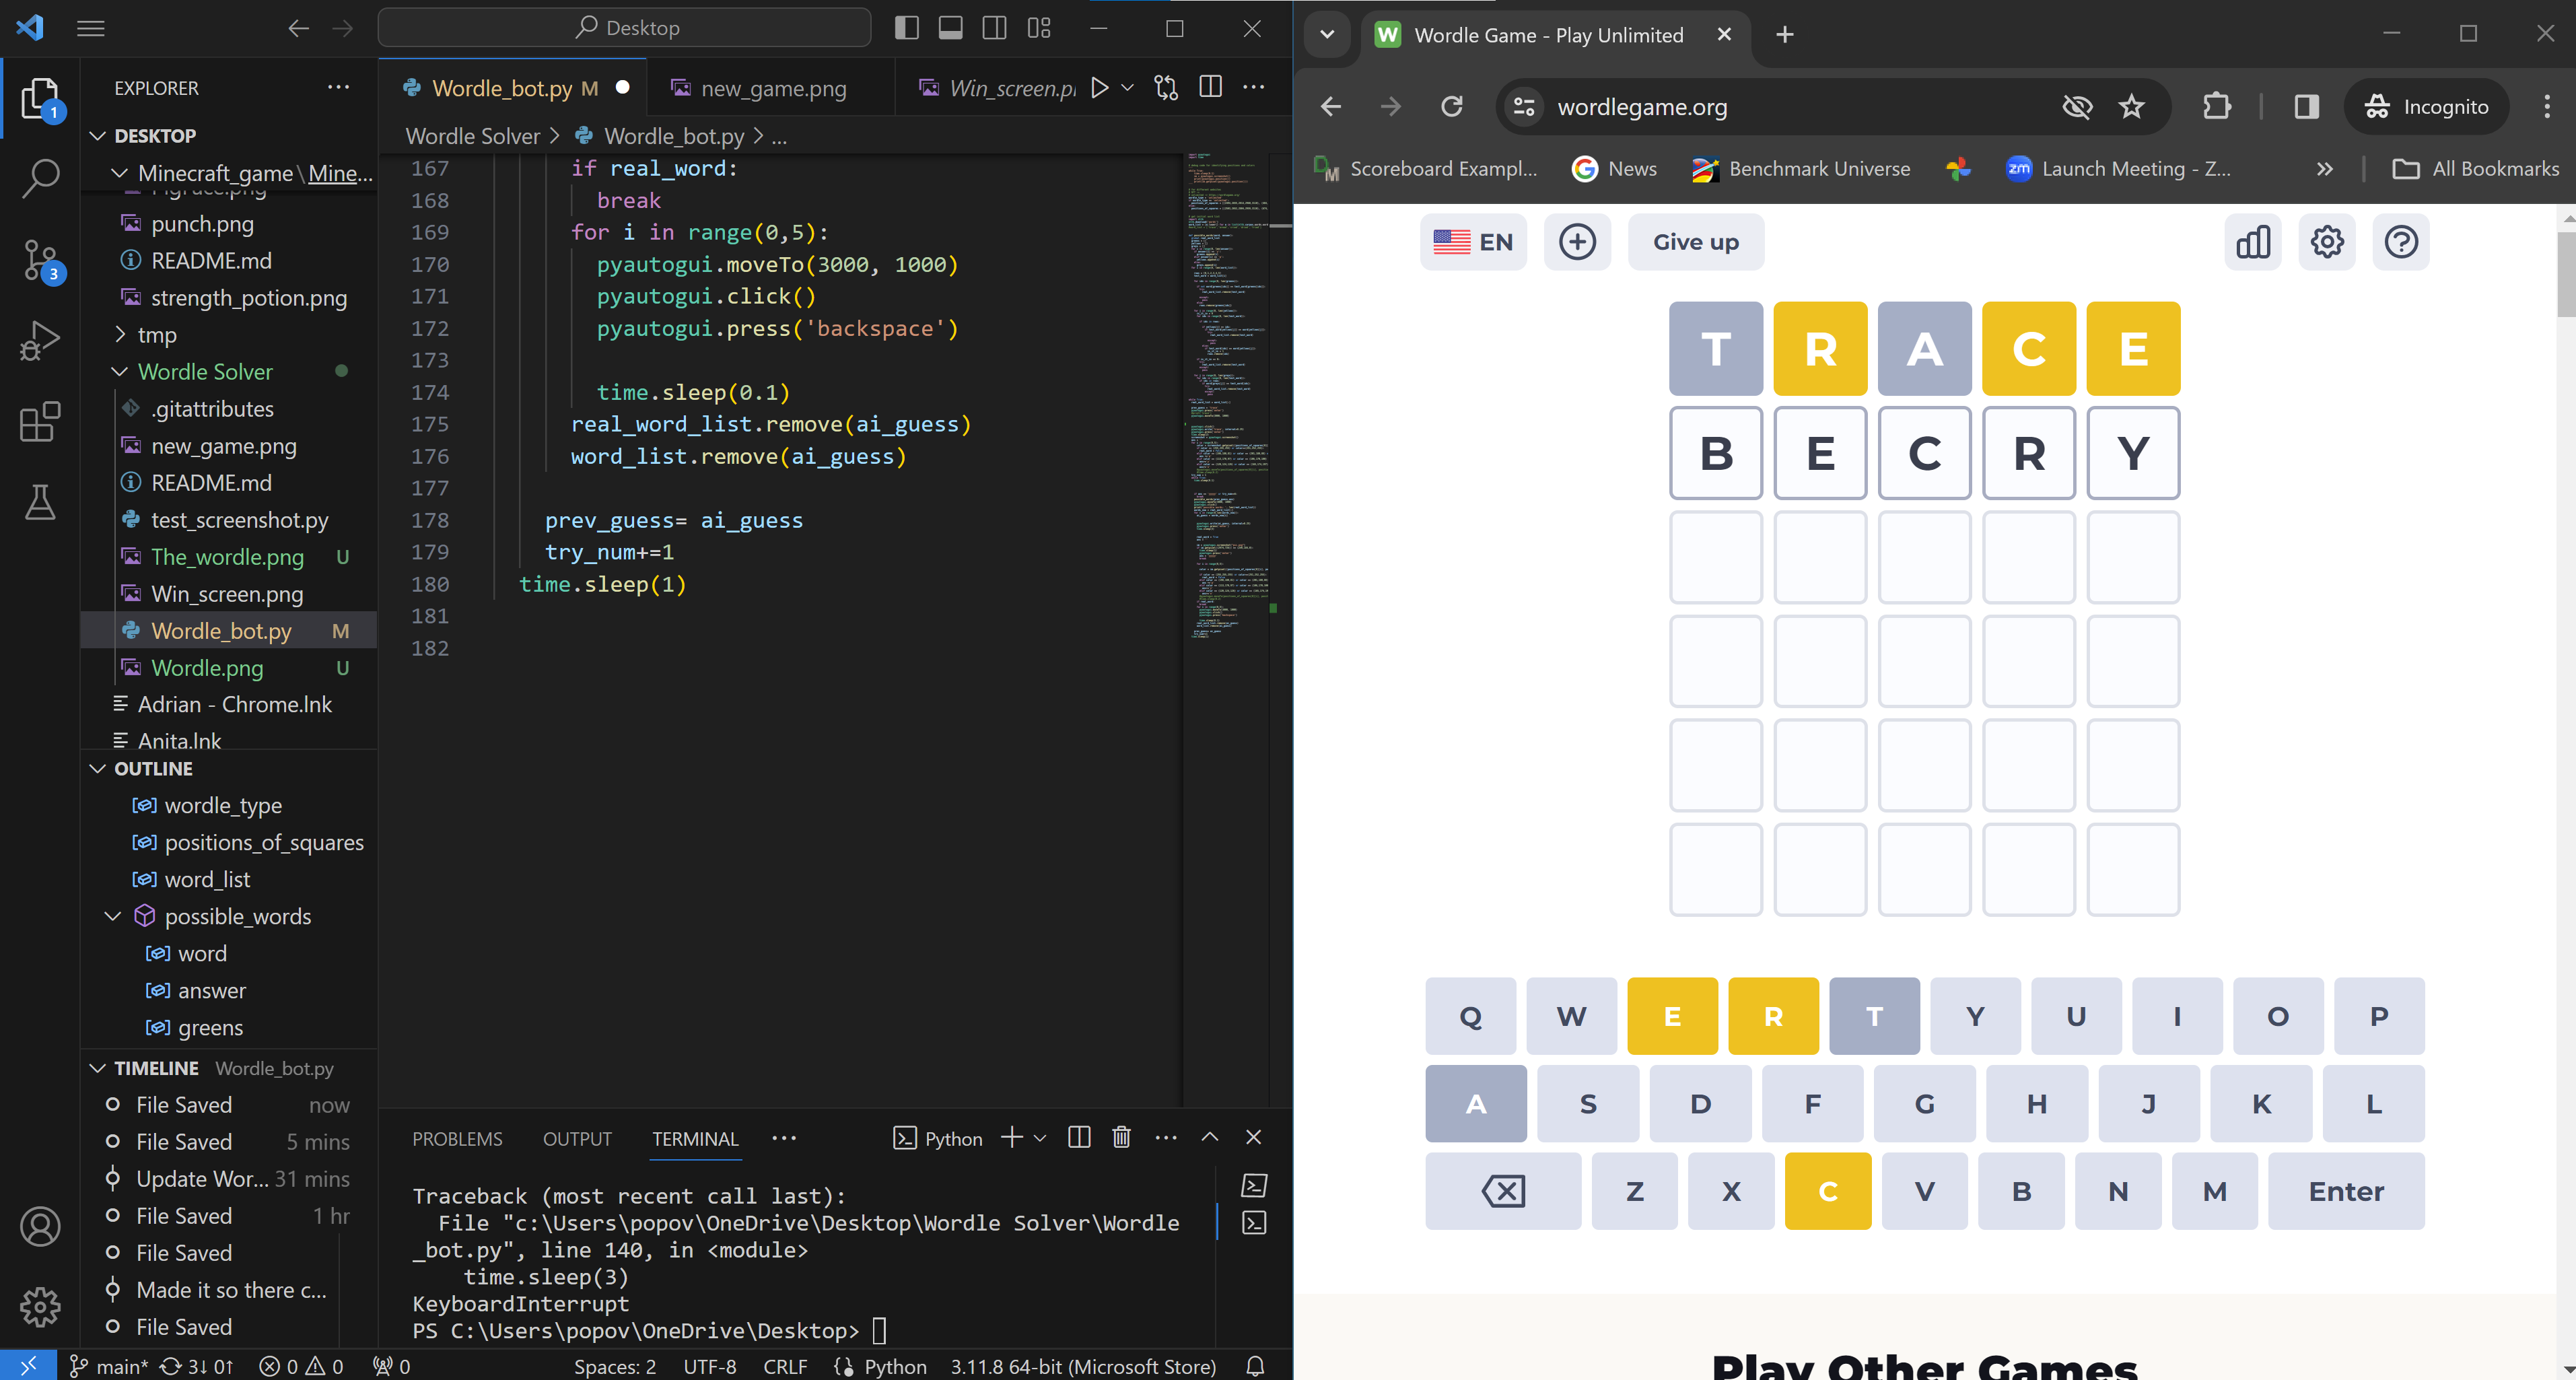 Desktop
EXPLORER
DESKTOP
Minecraft_game\Mine...
punch.png
README.md
strength_potion.png
tmp
Wordle Solver
.gitattributes
new_game.png
README.md
test_screenshot.py
The_wordle.png U
Win_screen.png
Wordle_bot.py M
Wordle.png U
Adrian - Chrome.lnk
Anita.lnk
OUTLINE
wordle_type
positions_of_squares
word_list
possible_words
word
answer
greens
TIMELINE Wordle_bot.py
File Saved now
File Saved 5 mins
Update Wor... 31 mins
File Saved 1 hr
File Saved
Made it so there c...
File Saved
1
3
Wordle_bot.py M
new_game.png
Win_screen.p
Wordle Solver > Wordle_bot.py > ...
167 if real_word:
168 break
169 for i in range(0,5):
170 pyautogui.moveTo(3000, 1000)
171 pyautogui.click()
172 pyautogui.press('backspace')
173
174 time.sleep(0.1)
175 real_word_list.remove(ai_guess)
176 word_list.remove(ai_guess)
177
178 prev_guess= ai_guess
179 try_num+=1
180 time.sleep(1)
181
182
PROBLEMS OUTPUT TERMINAL ...
Python
Traceback (most recent call last):
File "c:\Users\popov\OneDrive\Desktop\Wordle Solver\Wordle
_bot.py", line 140, in <module>
time.sleep(3)
KeyboardInterrupt
PS C:\Users\popov\OneDrive\Desktop>
main* 3↓ 0↑ 0 0 0 Spaces: 2 UTF-8 CRLF Python 3.11.8 64-bit (Microsoft Store)
W Wordle Game - Play Unlimited
wordlegame.org
Incognito
Scoreboard Exampl...
G News
Benchmark Universe
zm Launch Meeting - Z...
All Bookmarks
EN
Give up
T R A C E
B E C R Y
Q W E R T Y U I O P
A S D F G H J K L
Z X C V B N M Enter
Play Other Games